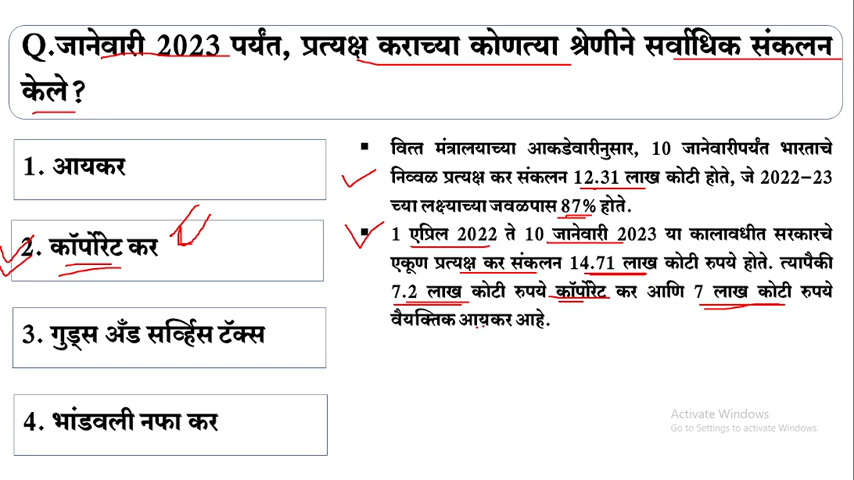 Q.जानेवारी 2023 पर्यंत, प्रत्यक्ष कराच्या कोणत्या श्रेणीने सर्वाधिक संकलन
केले?
1. आयकर
2. कॉर्पोरेट कर
3. गुड्स अँड सर्व्हिस टॅक्स
4. भांडवली नफा कर
▪ वित्त मंत्रालयाच्या आकडेवारीनुसार, 10 जानेवारीपर्यंत भारताचे
निव्वळ प्रत्यक्ष कर संकलन 12.31 लाख कोटी होते, जे 2022-23
च्या लक्ष्याच्या जवळपास 87% होते.
▪ 1 एप्रिल 2022 ते 10 जानेवारी 2023 या कालावधीत सरकारचे
एकूण प्रत्यक्ष कर संकलन 14.71 लाख कोटी रुपये होते. त्यापैकी
7.2 लाख कोटी रुपये कॉर्पोरेट कर आणि 7 लाख कोटी रुपये
वैयक्तिक आयकर आहे.
Activate Windows
Go to Settings to activate Windows.